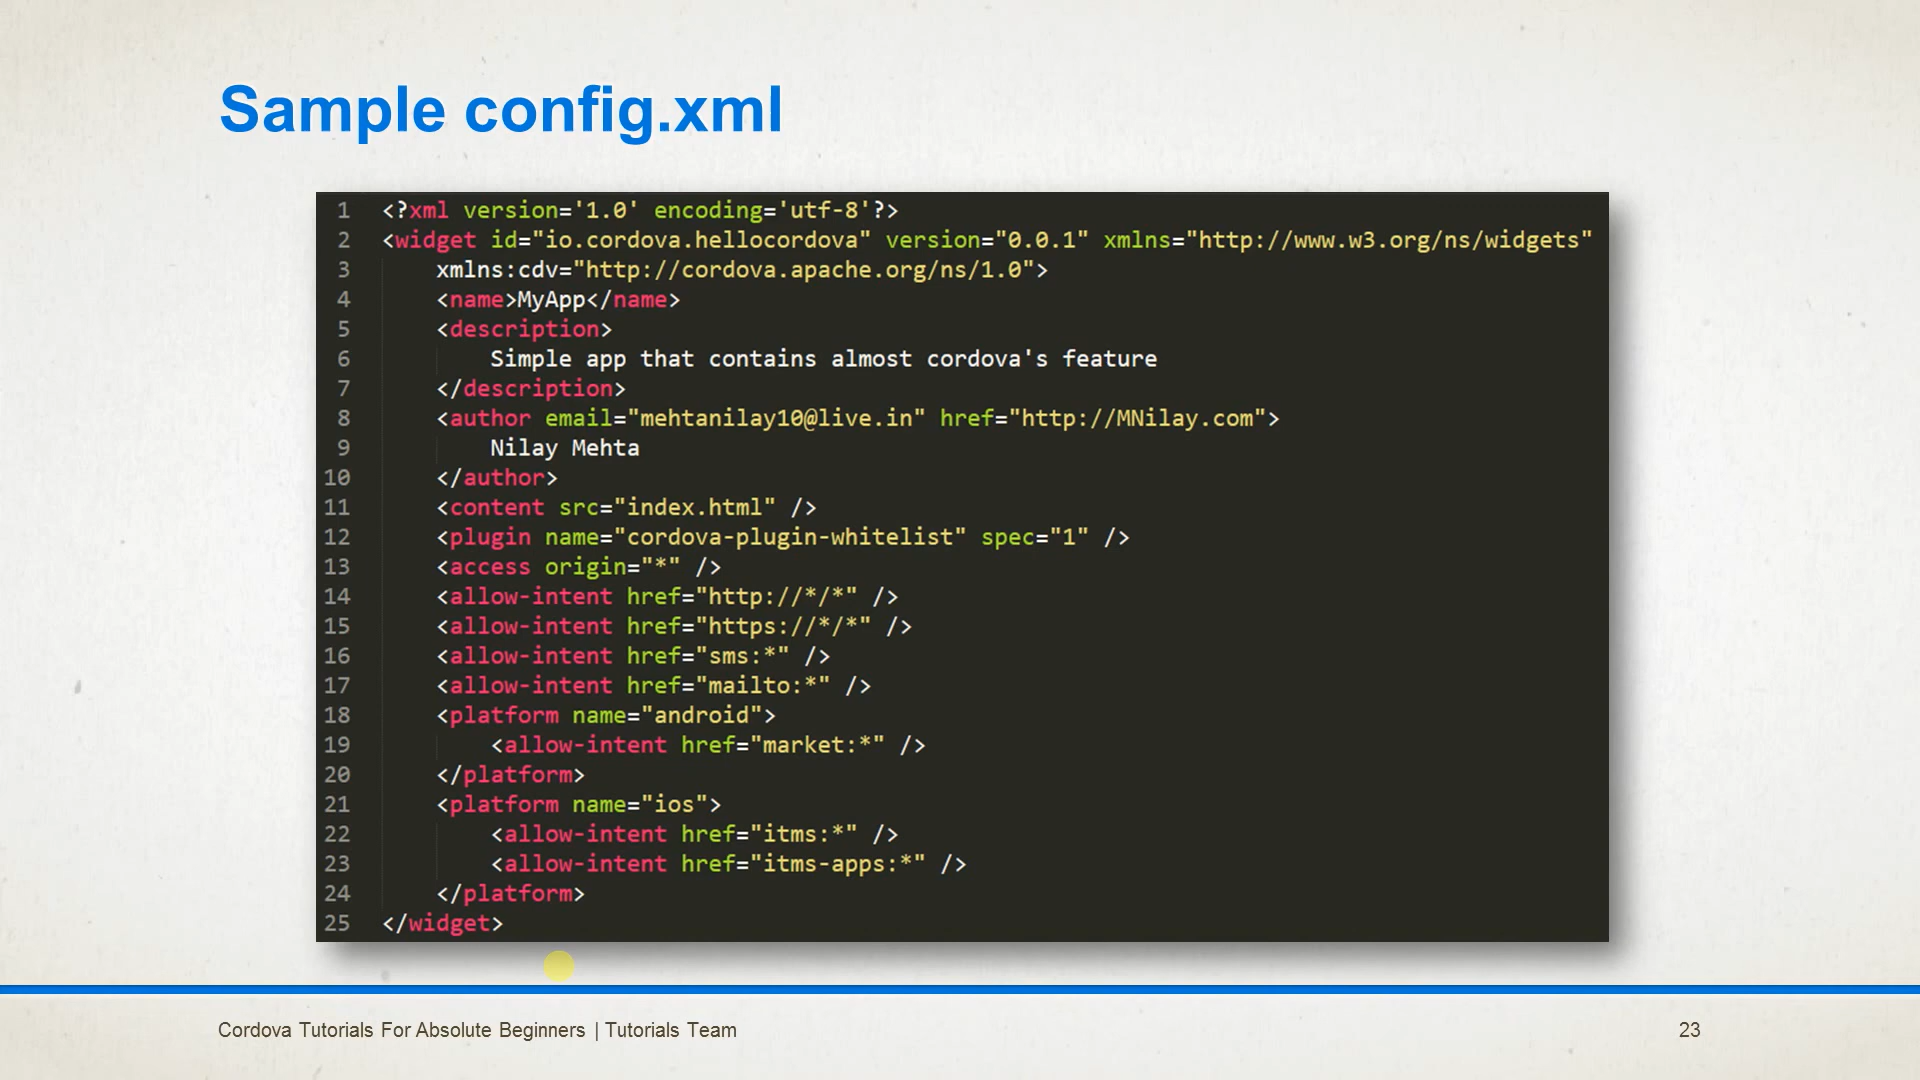 Sample config.xml
1 <?xml version='1.0' encoding='utf-8'?>
2 <widget id="io.cordova.hellocordova" version="0.0.1" xmlns="http://www.w3.org/ns/widgets"
3 xmlns:cdv="http://cordova.apache.org/ns/1.0">
4 <name>MyApp</name>
5 <description>
6 Simple app that contains almost cordova's feature
7 </description>
8 <author email="mehtanilay10@live.in" href="http://MNilay.com">
9 Nilay Mehta
10 </author>
11 <content src="index.html" />
12 <plugin name="cordova-plugin-whitelist" spec="1" />
13 <access origin="*" />
14 <allow-intent href="http://*/*" />
15 <allow-intent href="https://*/*" />
16 <allow-intent href="sms:*" />
17 <allow-intent href="mailto:*" />
18 <platform name="android">
19 <allow-intent href="market:*" />
20 </platform>
21 <platform name="ios">
22 <allow-intent href="itms:*" />
23 <allow-intent href="itms-apps:*" />
24 </platform>
25 </widget>
Cordova Tutorials For Absolute Beginners | Tutorials Team
23